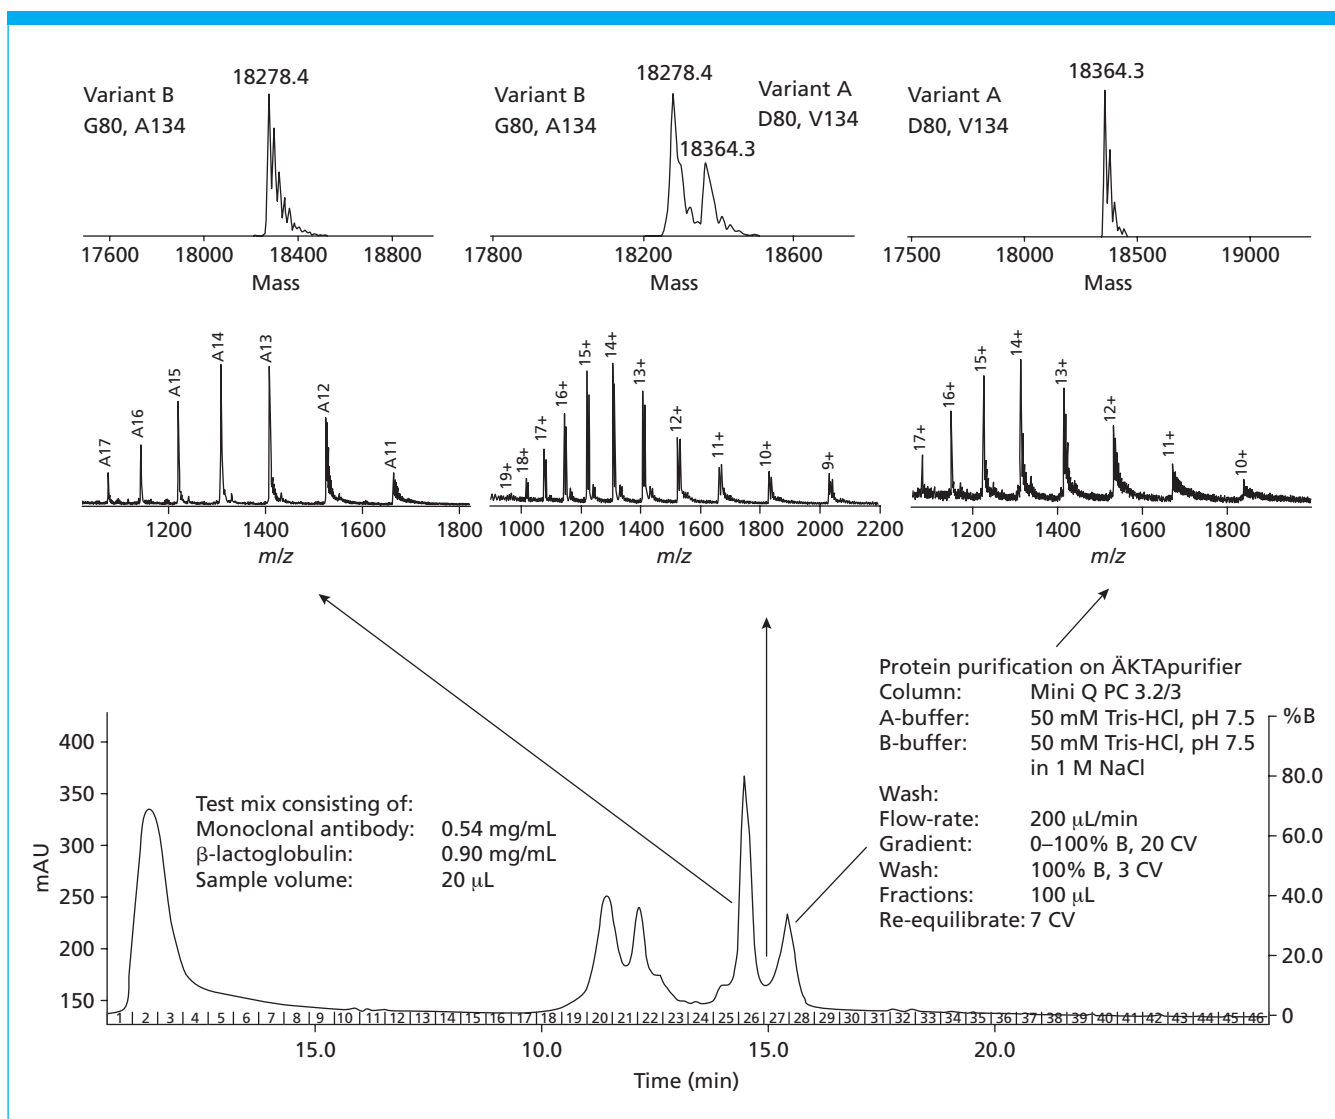 18278.4
Variant B
G80, A134
17600 18000 18400 18800
Mass
18278.4
Variant B
G80, A134
Variant A
D80, V134
18364.3
17800 18200 18600
Mass
18364.3
Variant A
D80, V134
17500 18000 18500 19000
Mass
A17 A16 A15 A14 A13 A12 A11
1200 1400 1600 1800
m/z
19+ 18+ 17+ 16+ 15+ 14+ 13+ 12+ 11+ 10+ 9+
1000 1200 1400 1600 1800 2000 2200
m/z
17+ 16+ 15+ 14+ 13+ 12+ 11+ 10+
1200 1400 1600 1800
m/z
Protein purification on ÄKTApurifier
Column: Mini Q PC 3.2/3
A-buffer: 50 mM Tris-HCl, pH 7.5
B-buffer: 50 mM Tris-HCl, pH 7.5
in 1 M NaCl
Wash:
Flow-rate: 200 μL/min
Gradient: 0–100% B, 20 CV
Wash: 100% B, 3 CV
Fractions: 100 μL
Re-equilibrate: 7 CV
Test mix consisting of:
Monoclonal antibody: 0.54 mg/mL
β-lactoglobulin: 0.90 mg/mL
Sample volume: 20 μL
mAU
400
350
300
250
200
150
%B
80.0
60.0
40.0
20.0
0
1 2 3 4 5 6 7 8 9 10 11 12 13 14 15 16 17 18 19 20 21 22 23 24 25 26 27 28 29 30 31 32 33 34 35 36 37 38 39 40 41 42 43 44 45 46
15.0 10.0 15.0 20.0
Time (min)